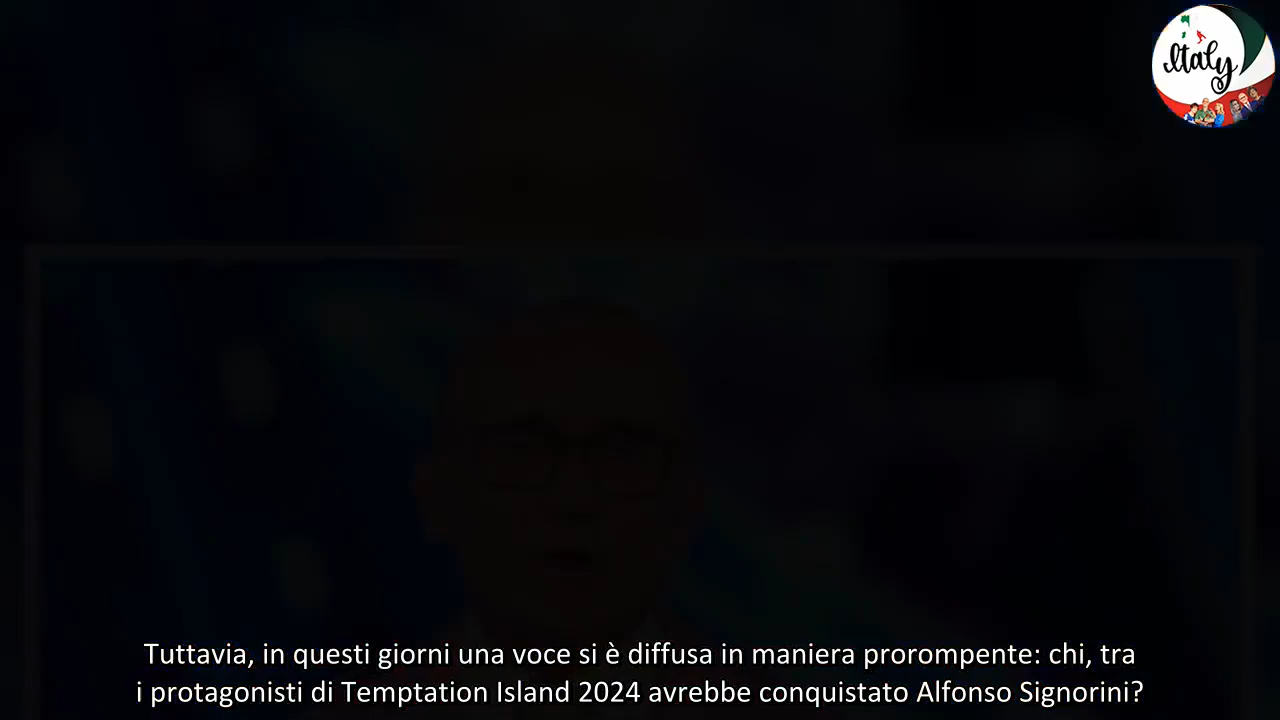 Italy
Tuttavia, in questi giorni una voce si è diffusa in maniera prorompente: chi, tra
i protagonisti di Temptation Island 2024 avrebbe conquistato Alfonso Signorini?